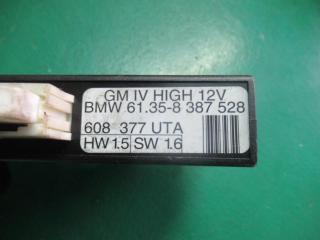 GM IV HIGH 12V
BMW 61.35-8 387 528
608 377 UTA
HW 1.5 SW 1.6